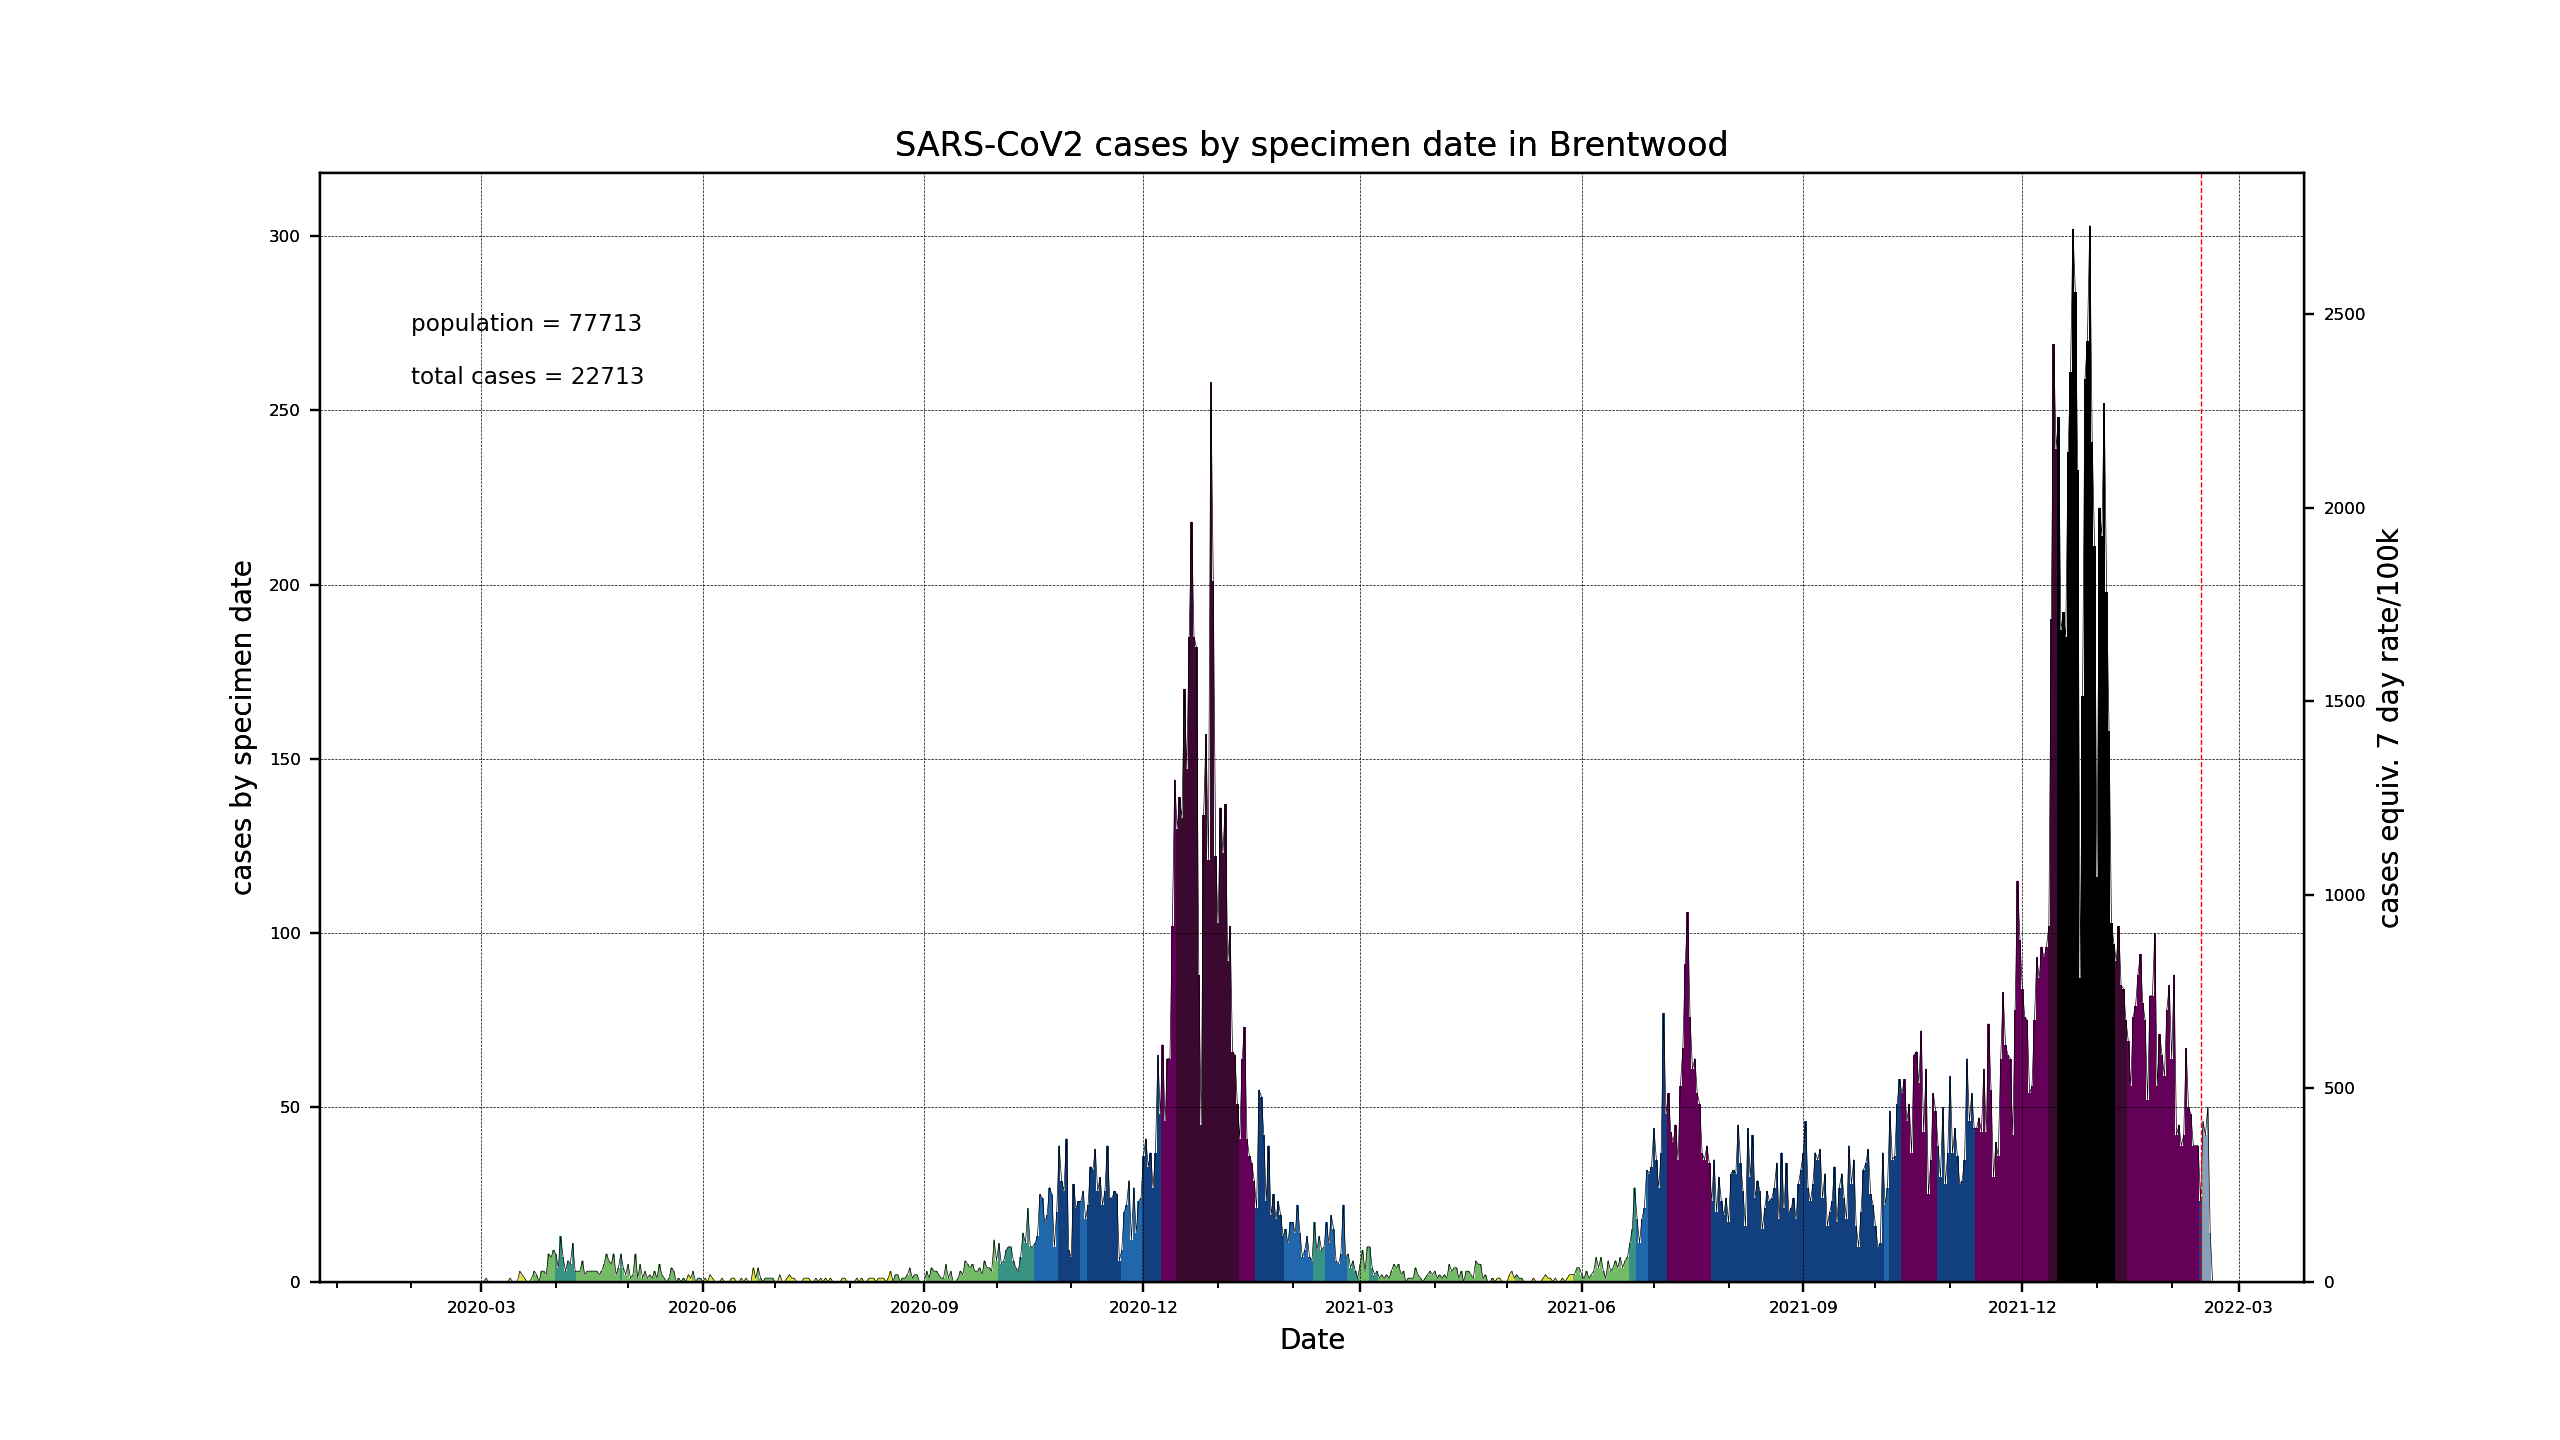 SARS-CoV2 cases by specimen date in Brentwood
population = 77713
total cases = 22713
cases by specimen date
300
250
200
150
100
50
0
2500
2000
1500
1000
500
0
cases equiv. 7 day rate/100k
2020-03 2020-06 2020-09 2020-12 2021-03 2021-06 2021-09 2021-12 2022-03
Date